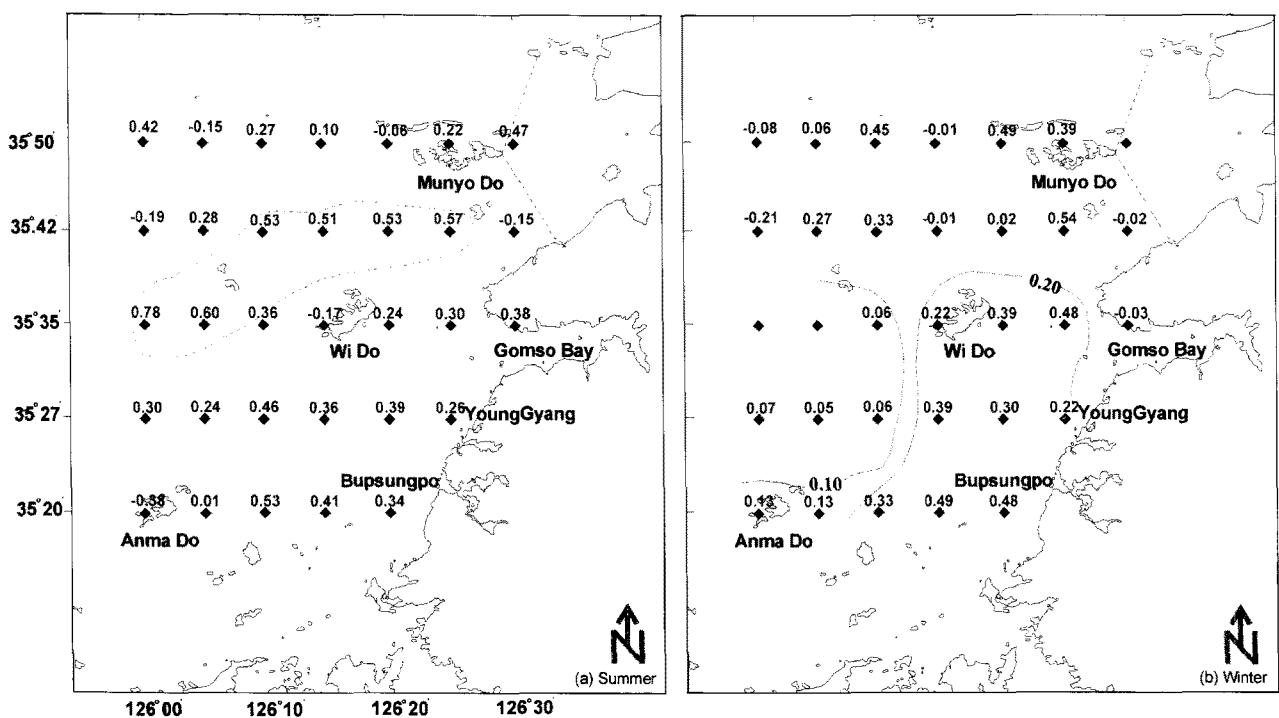 0.42 -0.15 0.27 0.10 -0.06 0.22 0.47
35°50'
Munyo Do
-0.19 0.28 0.53 0.51 0.53 0.57 -0.15
35°42'
0.78 0.60 0.36 -0.17 0.24 0.30 0.38
35°35'
Wi Do
Gomso Bay
0.30 0.24 0.46 0.36 0.39 0.26
35°27'
YoungGyang
Bupsungpo
-0.38 0.01 0.53 0.41 0.34
35°20'
Anma Do
N
(a) Summer
126°00 126°10 126°20 126°30
-0.08 0.06 0.45 -0.01 0.49 0.39
Munyo Do
-0.21 0.27 0.33 -0.01 0.02 0.54 -0.02
0.20
0.06 0.22 0.39 0.48 -0.03
Wi Do
Gomso Bay
0.07 0.05 0.06 0.39 0.30 0.22
YoungGyang
Bupsungpo
0.10
0.13 0.13 0.33 0.49 0.48
Anma Do
N
(b) Winter